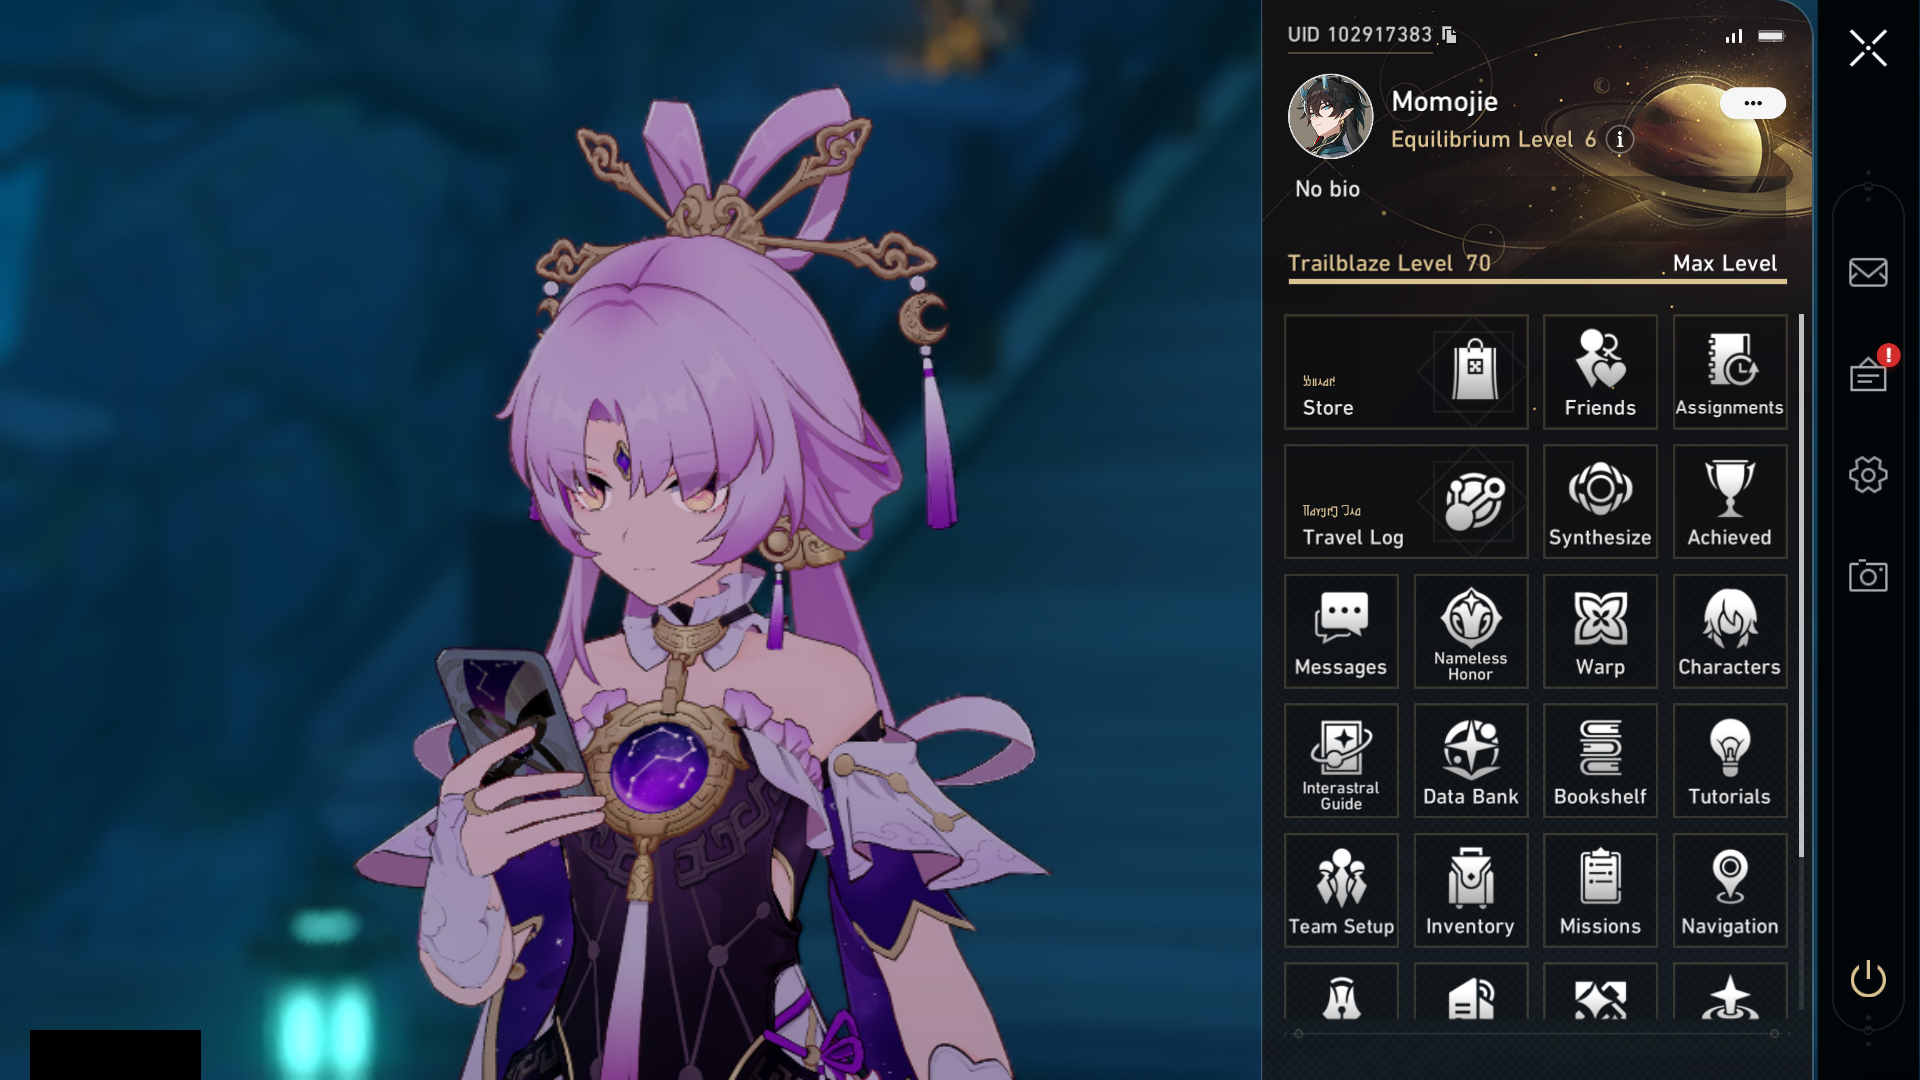 UID 102917383
Momojie
Equilibrium Level 6
No bio
Trailblaze Level 70 Max Level
Store
Friends
Assignments
Travel Log
Synthesize
Achieved
Messages
Nameless
Honor
Warp
Characters
Interastral
Guide
Data Bank
Bookshelf
Tutorials
Team Setup
Inventory
Missions
Navigation